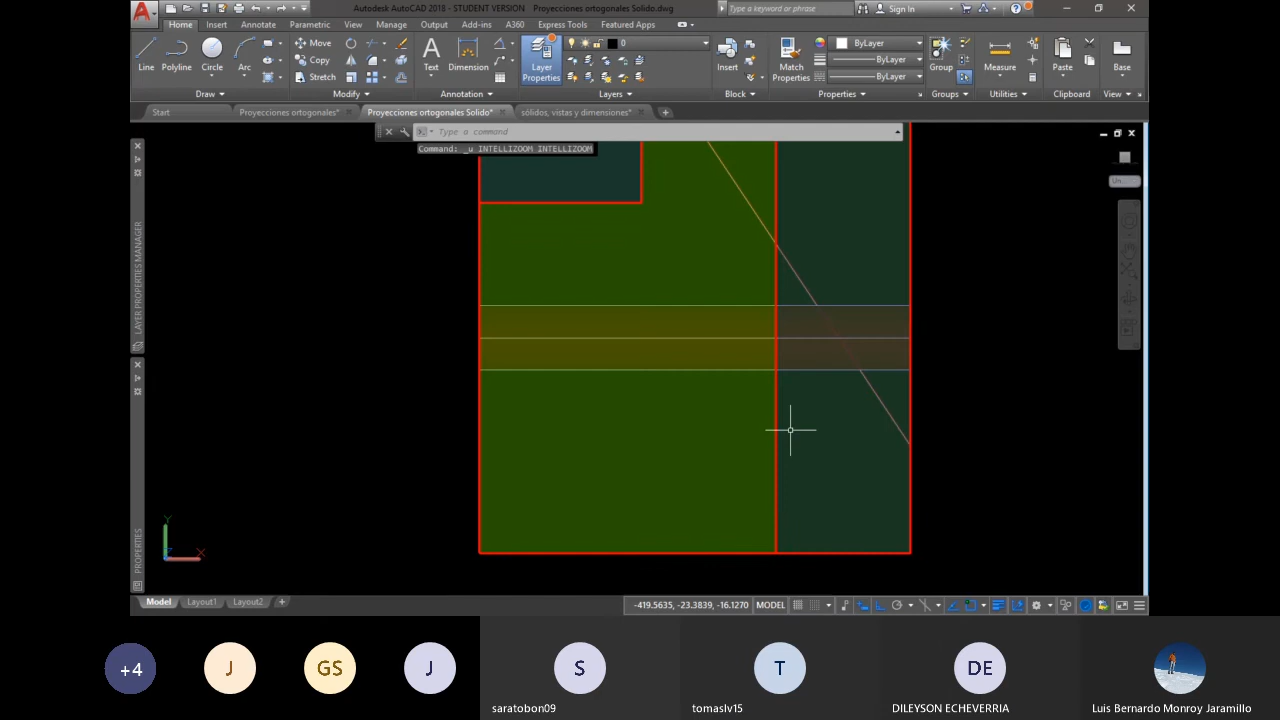 Autodesk AutoCAD 2018 - STUDENT VERSION Proyecciones ortogonales Solido.dwg
Type a keyword or phrase
Sign In
Home Insert Annotate Parametric View Manage Output Add-ins A360 Express Tools Featured Apps
Line Polyline Circle Arc
Move
Copy
Stretch
Text Dimension
Layer Properties
0
Insert
Match Properties
ByLayer
ByLayer
ByLayer
Group
Measure
Paste
Base
Draw Modify Annotation Layers Block Properties Groups Utilities Clipboard View
Start Proyecciones ortogonales* Proyecciones ortogonales Solido* sólidos, vistas y dimensiones*
Type a command
Command: _u INTELLIZOOM INTELLIZOOM
Un...
LAYER PROPERTIES MANAGER
PROPERTIES
Y
X
Model Layout1 Layout2
-419.5635, -23.3839, -16.1270 MODEL
+4 J GS J S T DE
saratobon09 tomaslv15 DILEYSON ECHEVERRIA Luis Bernardo Monroy Jaramillo